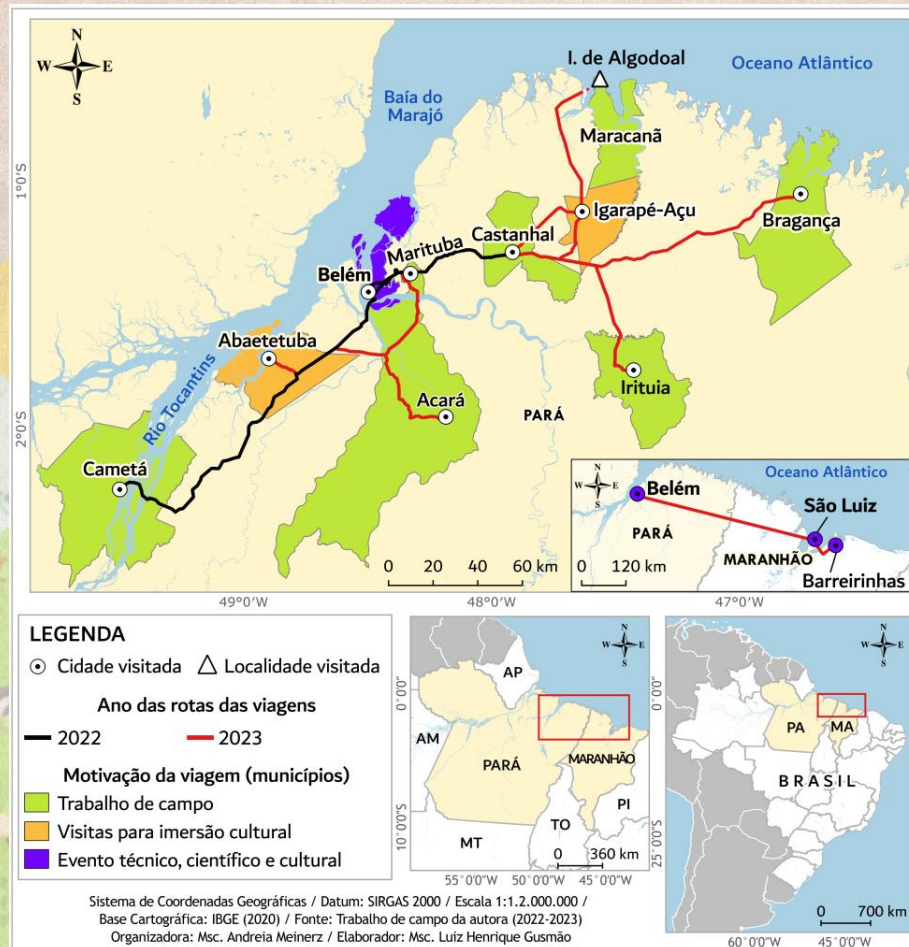 N
W E
S
I. de Algodoal
Oceano Atlântico
Baía do
Marajó
Maracanã
1°0'S
Igarapé-Açu
Bragança
Castanhal
Marituba
Belém
Abaetetuba
Rio Tocantins
Irituia
Acará
PARÁ
2°0'S
Cametá
0 20 40 60 km
49°0'W 48°0'W 47°0'W
N
W E
S
Oceano Atlântico
Belém
São Luiz
PARÁ
MARANHÃO
Barreirinhas
0 120 km
LEGENDA
Cidade visitada Localidade visitada
Ano das rotas das viagens
2022 2023
Motivação da viagem (municípios)
Trabalho de campo
Visitas para imersão cultural
Evento técnico, científico e cultural
N
W E
S
AP
0°0'0"
AM
PARÁ
MARANHÃO
PI
10°0'0"S
MT
TO
0 360 km
55°0'0"W 50°0'0"W 45°0'0"W
N
W E
S
0°0'0"
PA
MA
BRASIL
25°0'0"S
0 700 km
60°0'0"W 45°0'0"W
Sistema de Coordenadas Geográficas / Datum: SIRGAS 2000 / Escala 1:1.2.000.000 /
Base Cartográfica: IBGE (2020) / Fonte: Trabalho de campo da autora (2022-2023)
Organizadora: Msc. Andreia Meinerz / Elaborador: Msc. Luiz Henrique Gusmão